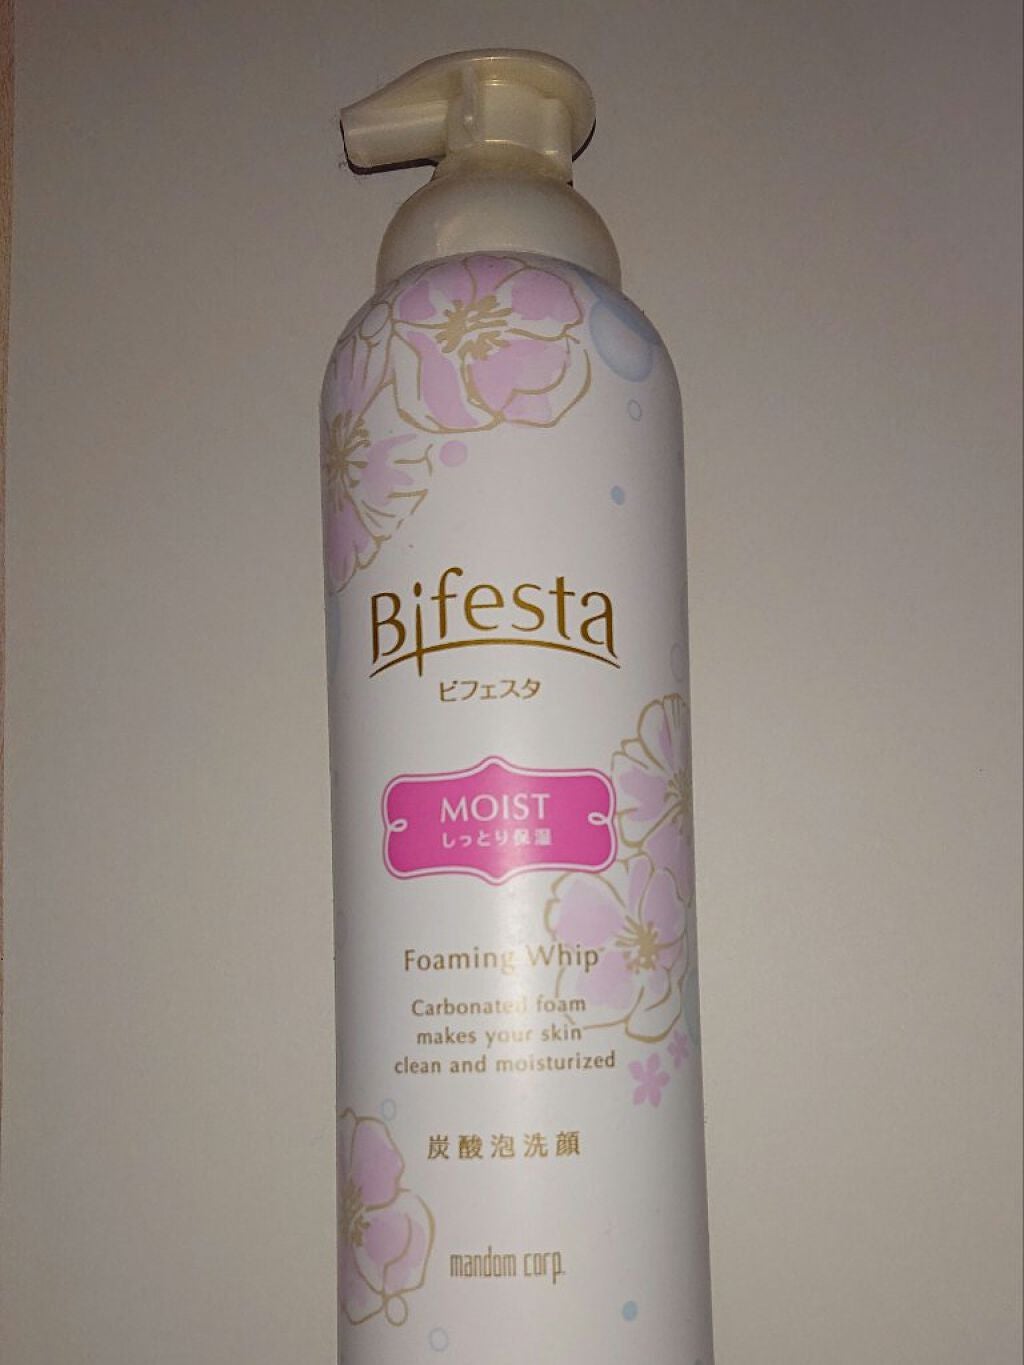 Bifesta
ビフェスタ
MOIST
しっとり保湿
Foaming Whip
Carbonated foam
makes your skin
clean and moisturized
炭酸泡洗顔
mandom corp.